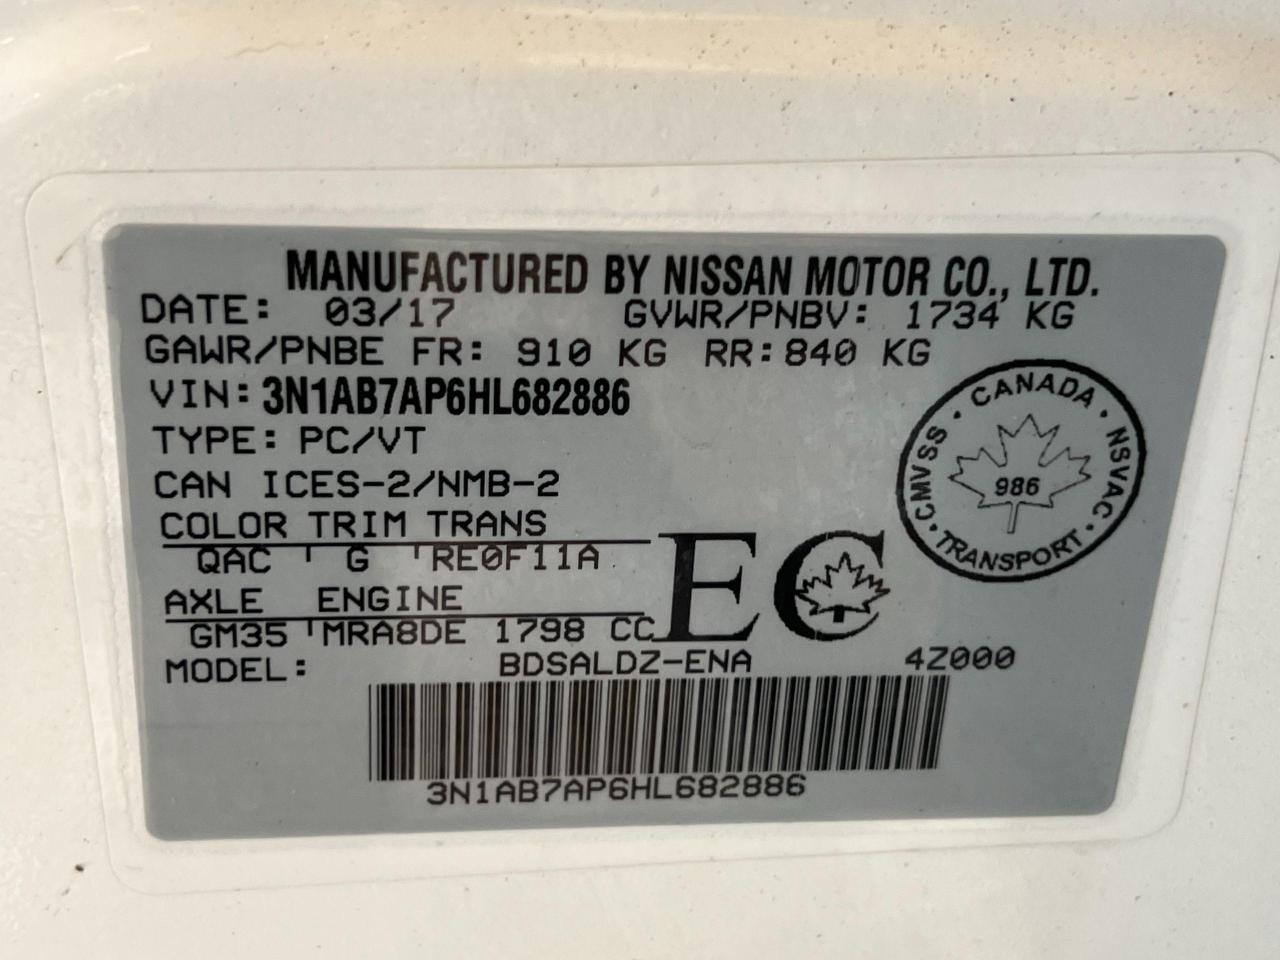 MANUFACTURED BY NISSAN MOTOR CO., LTD.
DATE: 03/17 GVWR/PNBV: 1734 KG
GAWR/PNBE FR: 910 KG RR: 840 KG
VIN: 3N1AB7AP6HL682886
TYPE: PC/VT
CAN ICES-2/NMB-2
COLOR TRIM TRANS
QAC ' G 'RE0F11A
AXLE ENGINE
GM35 'MRA8DE 1798 CC
MODEL: BDSALDZ-ENA 4Z000
3N1AB7AP6HL682886
EC
CANADA
CMVSS · NSVAC
986
TRANSPORT